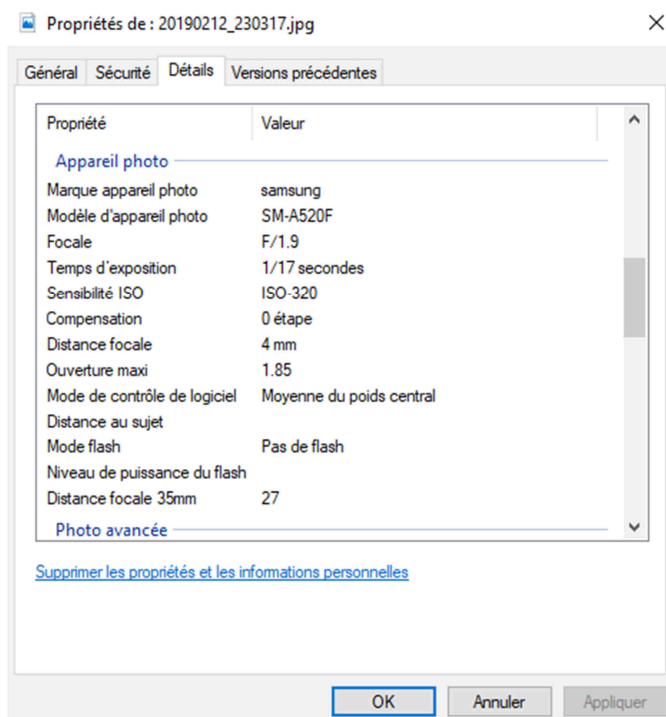 Propriétés de : 20190212_230317.jpg
Général Sécurité Détails Versions précédentes
Propriété Valeur
Appareil photo
Marque appareil photo samsung
Modèle d'appareil photo SM-A520F
Focale F/1.9
Temps d'exposition 1/17 secondes
Sensibilité ISO ISO-320
Compensation 0 étape
Distance focale 4 mm
Ouverture maxi 1.85
Mode de contrôle de logiciel Moyenne du poids central
Distance au sujet
Mode flash Pas de flash
Niveau de puissance du flash
Distance focale 35mm 27
Photo avancée
Supprimer les propriétés et les informations personnelles
OK Annuler Appliquer